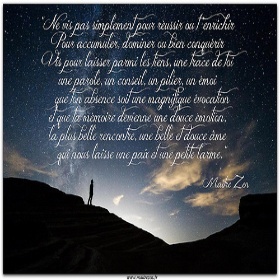 Ne vis pas simplement pour réussir ou t'enrichir
Pour accumuler, dominer ou bien conquérir
Vis pour laisser parmi les tiens, une trace de toi
une parole, un conseil, un pilier, un émoi
que ton absence soit une magnifique évocation
et que ta mémoire devienne une douce émotion,
la plus belle rencontre, une belle et douce âme
qui nous laisse une paix et une petite larme."
Maître Zen